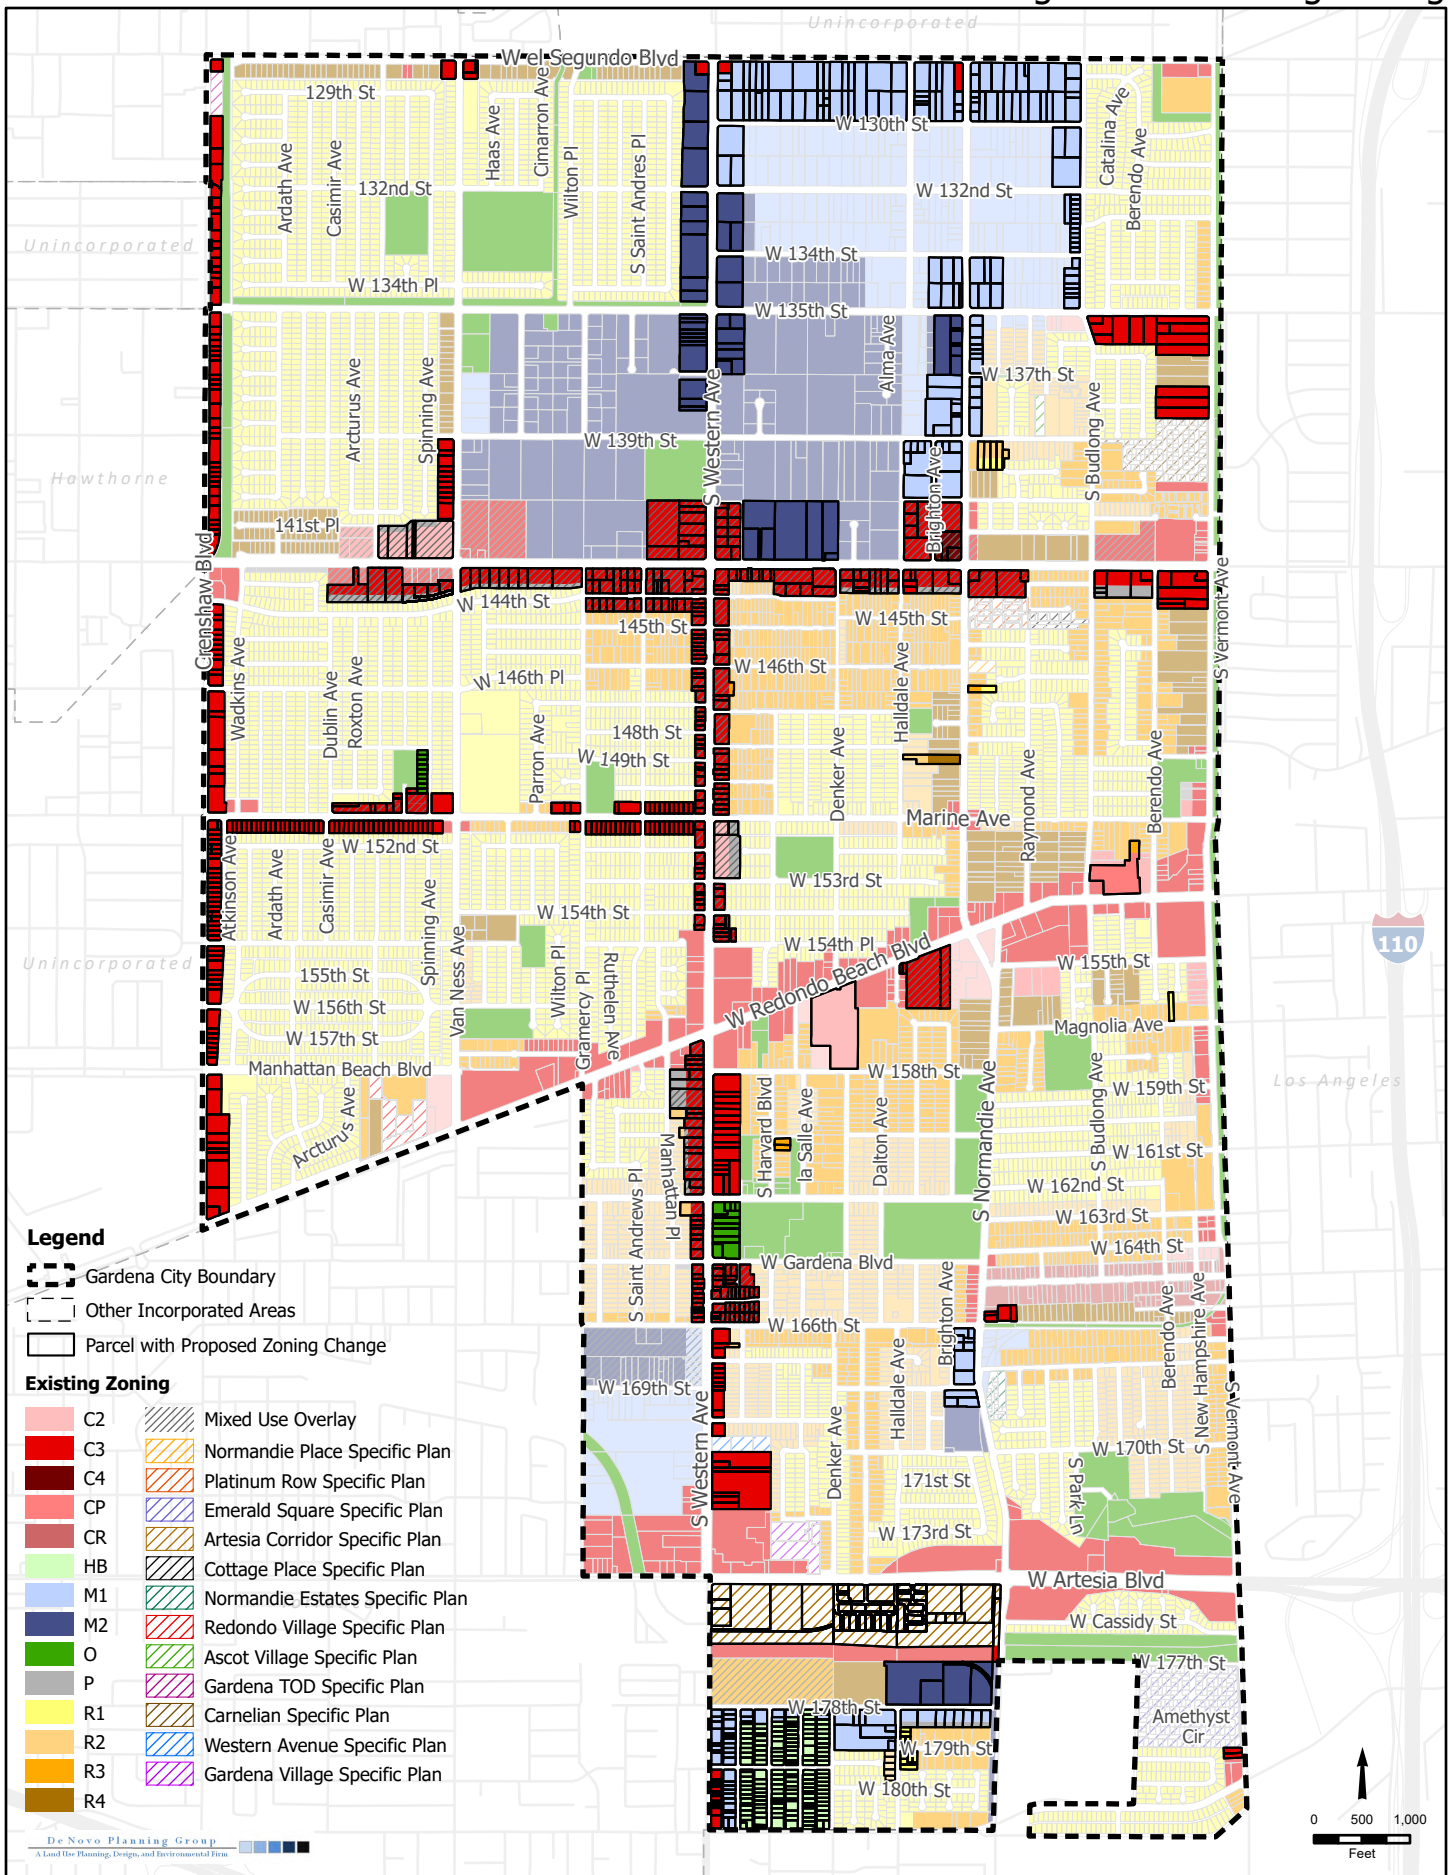 Unincorporated
W el Segundo Blvd
129th St
Haas Ave
Cimarron Ave
Wilton Pl
S Saint Andres Pl
W 130th St
Catalina Ave
Berendo Ave
Ardath Ave
Casimir Ave
132nd St
W 132nd St
Unincorporated
W 134th St
W 134th Pl
W 135th St
Alma Ave
Arcturus Ave
Spinning Ave
W 137th St
S Budlong Ave
S Western Ave
W 139th St
Hawthorne
Brighton Ave
141st Pl
Crenshaw Blvd
S Vermont Ave
W 144th St
145th St
W 145th St
Wadkins Ave
W 146th St
W 146th Pl
Halldale Ave
Dublin Ave
Roxton Ave
148th St
W 149th St
Parron Ave
Denker Ave
Raymond Ave
Berendo Ave
Marine Ave
W 152nd St
Atkinson Ave
Ardath Ave
Casimir Ave
Spinning Ave
W 153rd St
W 154th St
W 154th Pl
110
Unincorporated
155th St
W 156th St
W 157th St
Van Ness Ave
Wilton Pl
Gramercy Pl
Ruthelen Ave
W Redondo Beach Blvd
W 155th St
Magnolia Ave
Manhattan Beach Blvd
W 158th St
Los Angeles
W 159th St
Arcturus Ave
Manhattan Pl
S Harvard Blvd
la Salle Ave
Dalton Ave
S Normandie Ave
S Budlong Ave
W 161st St
W 162nd St
S Saint Andrews Pl
W 163rd St
W 164th St
W Gardena Blvd
Brighton Ave
W 166th St
Halldale Ave
Berendo Ave
S New Hampshire Ave
W 169th St
S Western Ave
Denker Ave
S Vermont Ave
W 170th St
171st St
S Park Ln
W 173rd St
W Artesia Blvd
W Cassidy St
W 177th St
W 178th St
Amethyst
Cir
W 179th St
W 180th St
Legend
Gardena City Boundary
Other Incorporated Areas
Parcel with Proposed Zoning Change
Existing Zoning
C2
C3
C4
CP
CR
HB
M1
M2
O
P
R1
R2
R3
R4
Mixed Use Overlay
Normandie Place Specific Plan
Platinum Row Specific Plan
Emerald Square Specific Plan
Artesia Corridor Specific Plan
Cottage Place Specific Plan
Normandie Estates Specific Plan
Redondo Village Specific Plan
Ascot Village Specific Plan
Gardena TOD Specific Plan
Carnelian Specific Plan
Western Avenue Specific Plan
Gardena Village Specific Plan
De Novo Planning Group
A Land Use Planning, Design, and Environmental Firm
0 500 1,000
Feet